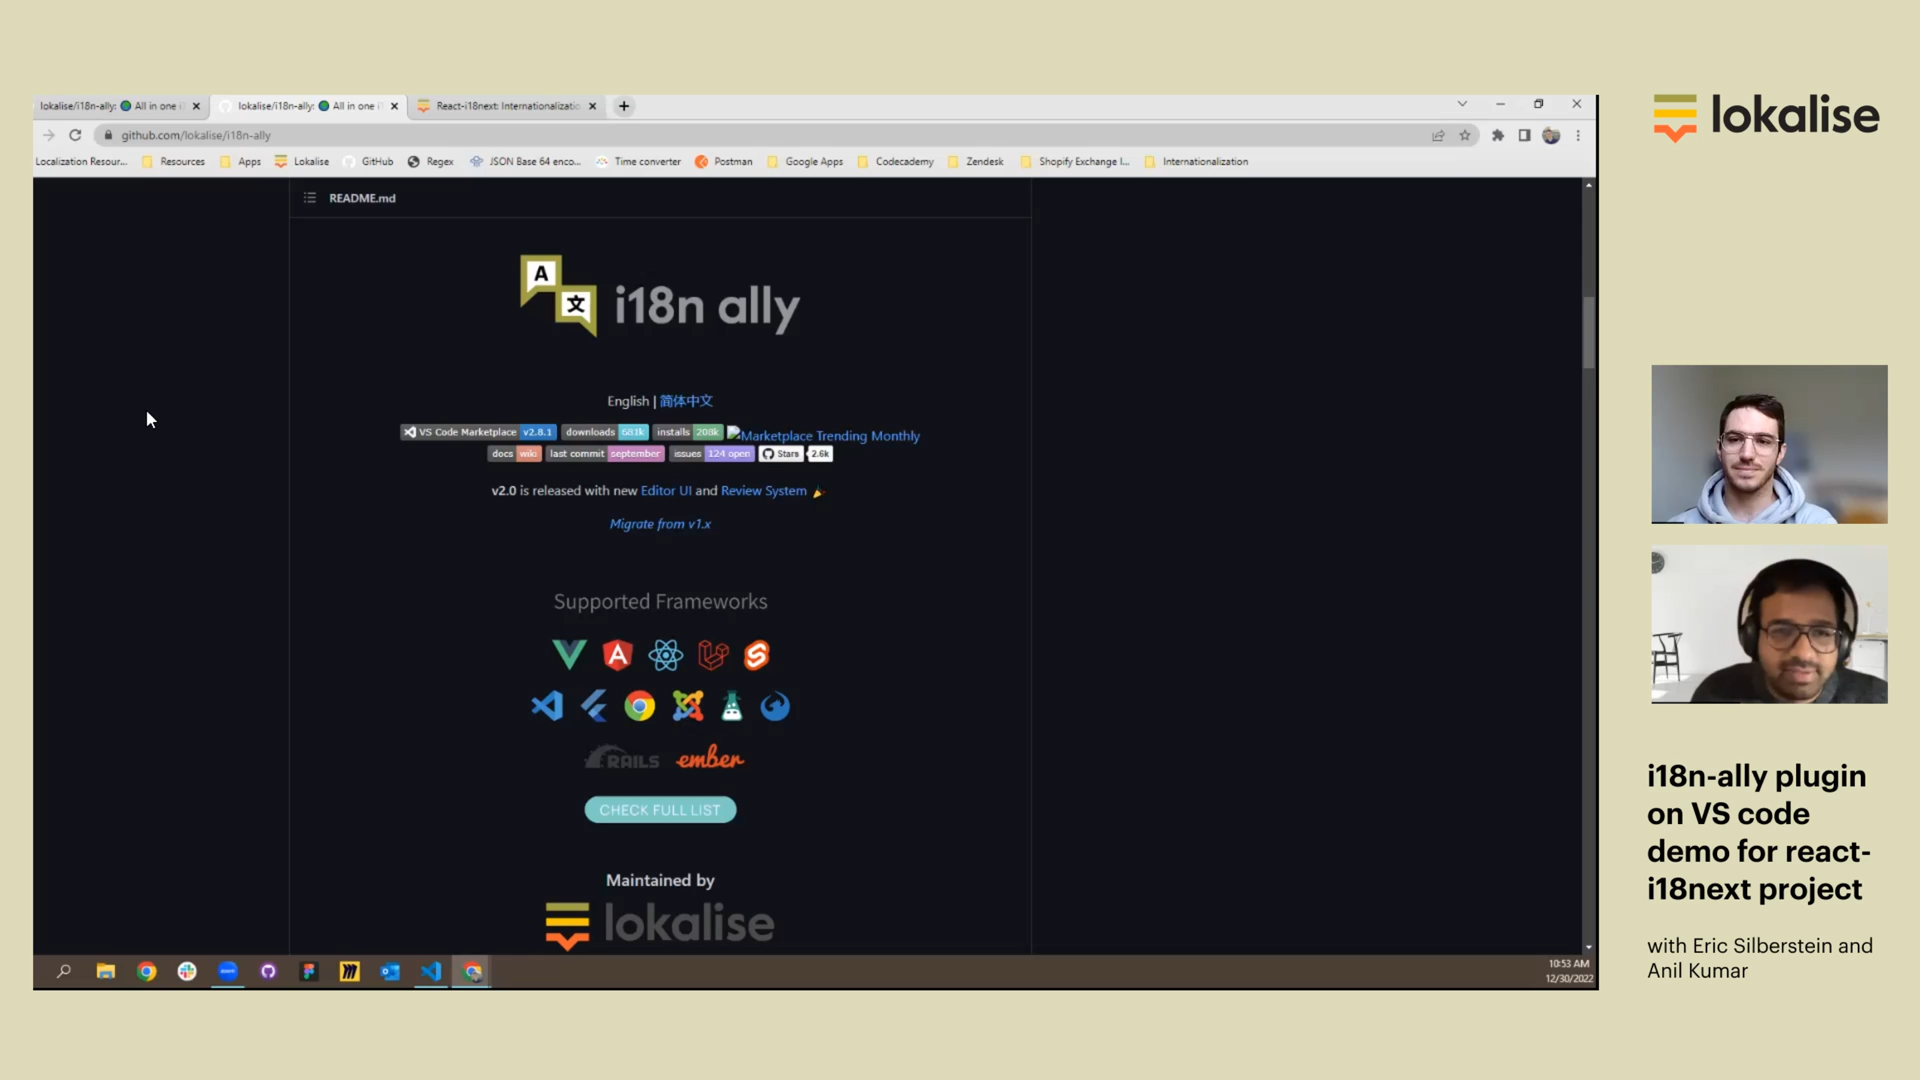 lokalise/i18n-ally: All in one i
lokalise/i18n-ally: All in one i
React-i18next: Internationalizatio
github.com/lokalise/i18n-ally
Localization Resour...
Resources
Apps
Lokalise
GitHub
Regex
JSON Base 64 enco...
Time converter
Postman
Google Apps
Codecademy
Zendesk
Shopify Exchange I...
Internationalization
README.md
A
文
i18n ally
English | 简体中文
VS Code Marketplace v2.8.1 downloads 681k installs 208k Marketplace Trending Monthly
docs wiki last commit september issues 124 open Stars 2.6k
v2.0 is released with new Editor UI and Review System
Migrate from v1.x
Supported Frameworks
A
RAILS ember
CHECK FULL LIST
Maintained by
lokalise
10:53 AM
12/30/2022
lokalise
i18n-ally plugin
on VS code
demo for react-
i18next project
with Eric Silberstein and
Anil Kumar